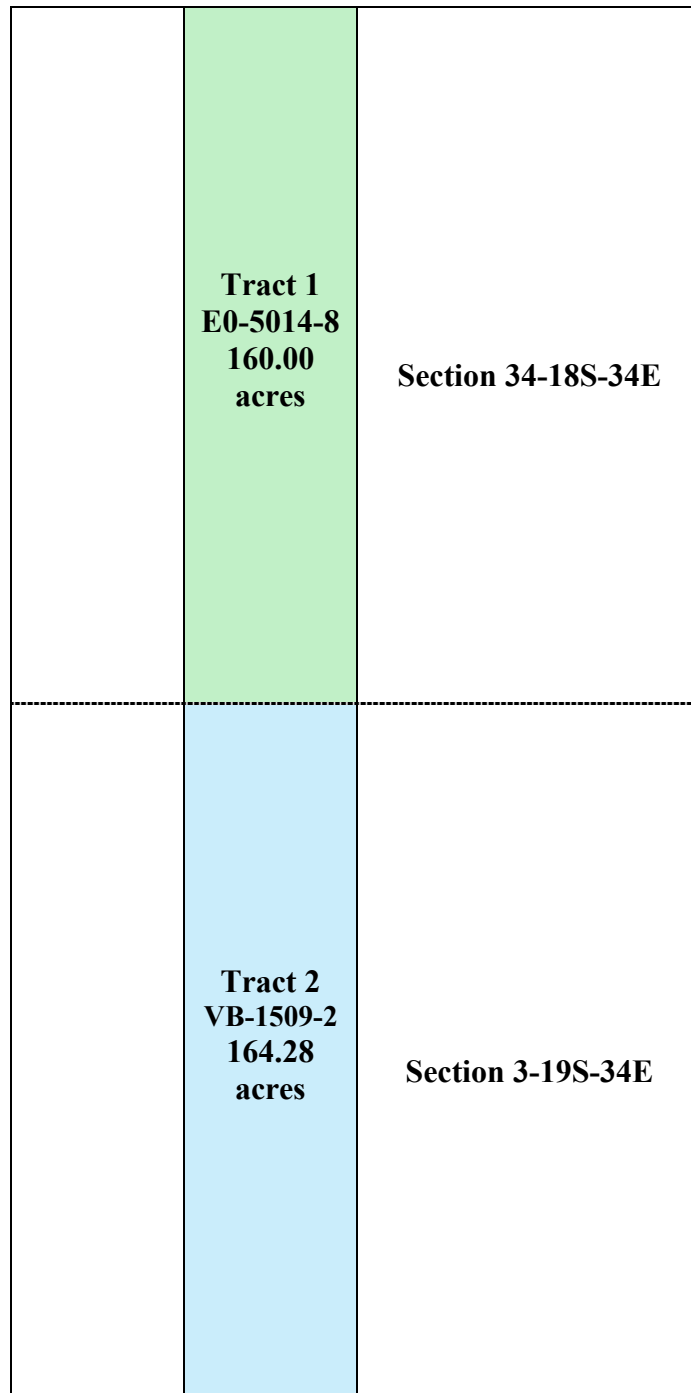 Tract 1
E0-5014-8
160.00
acres
Section 34-18S-34E
Tract 2
VB-1509-2
164.28
acres
Section 3-19S-34E